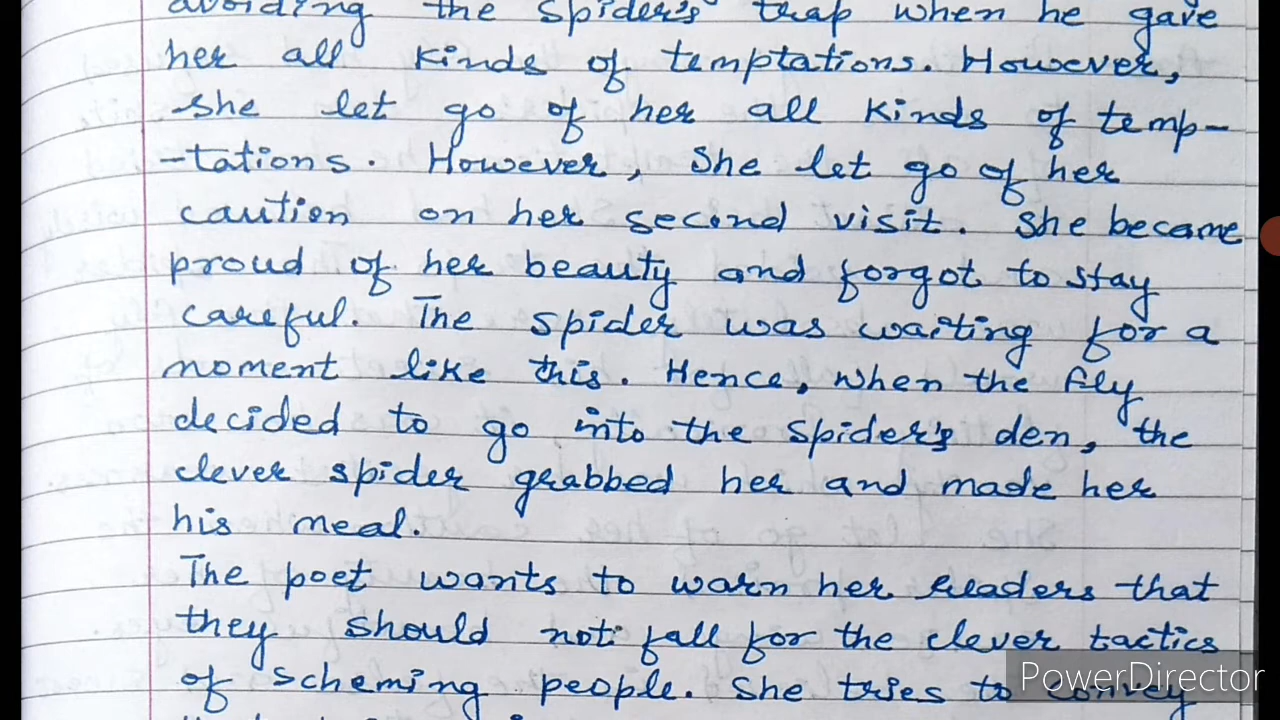 avoiding the spider's trap when he gave
her all kinds of temptations. However,
she let go of her all kinds of temp-
-tations. However, She let go of her
caution on her second visit. She became
proud of her beauty and forgot to stay
careful. The spider was waiting for a
moment like this. Hence, when the fly
decided to go into the spider's den, the
clever spider grabbed her and made her
his meal.
The poet wants to warn her readers that
they should not fall for the clever tactics
of scheming people. She tries to convey
PowerDirector